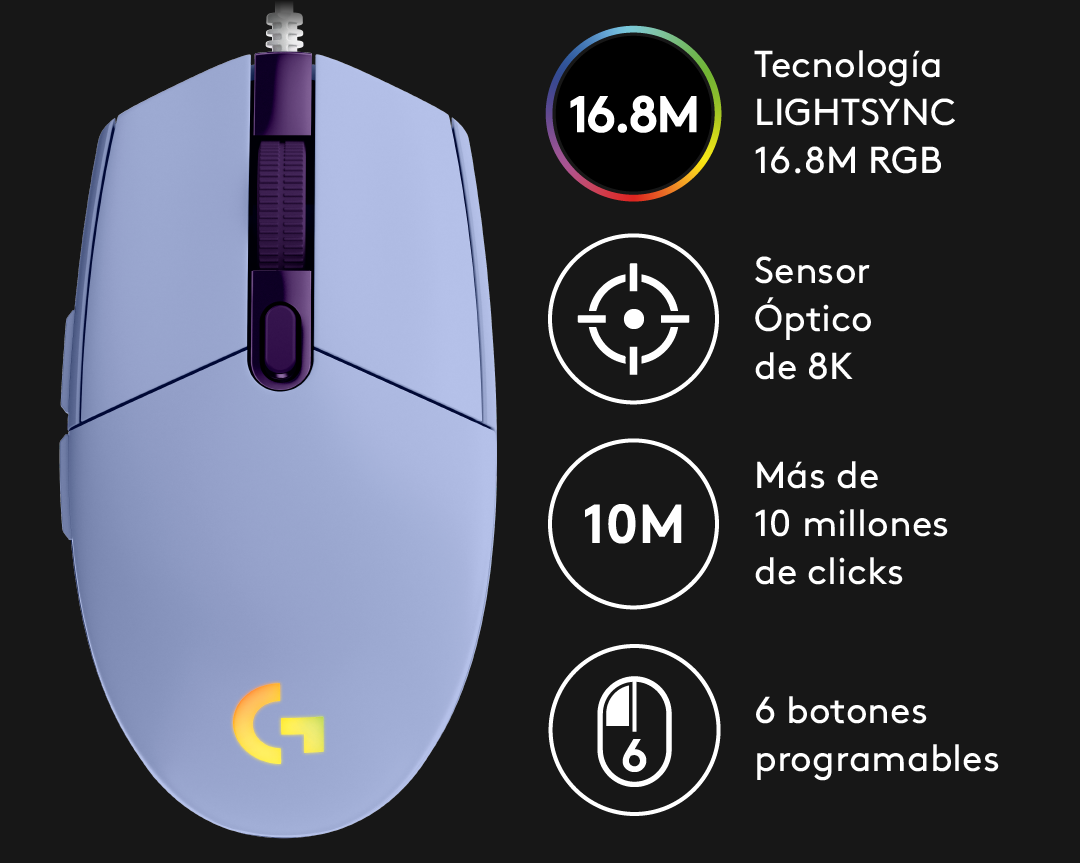 16.8M
Tecnología
LIGHTSYNC
16.8M RGB
Sensor
Óptico
de 8K
10M
Más de
10 millones
de clicks
6
6 botones
programables
G